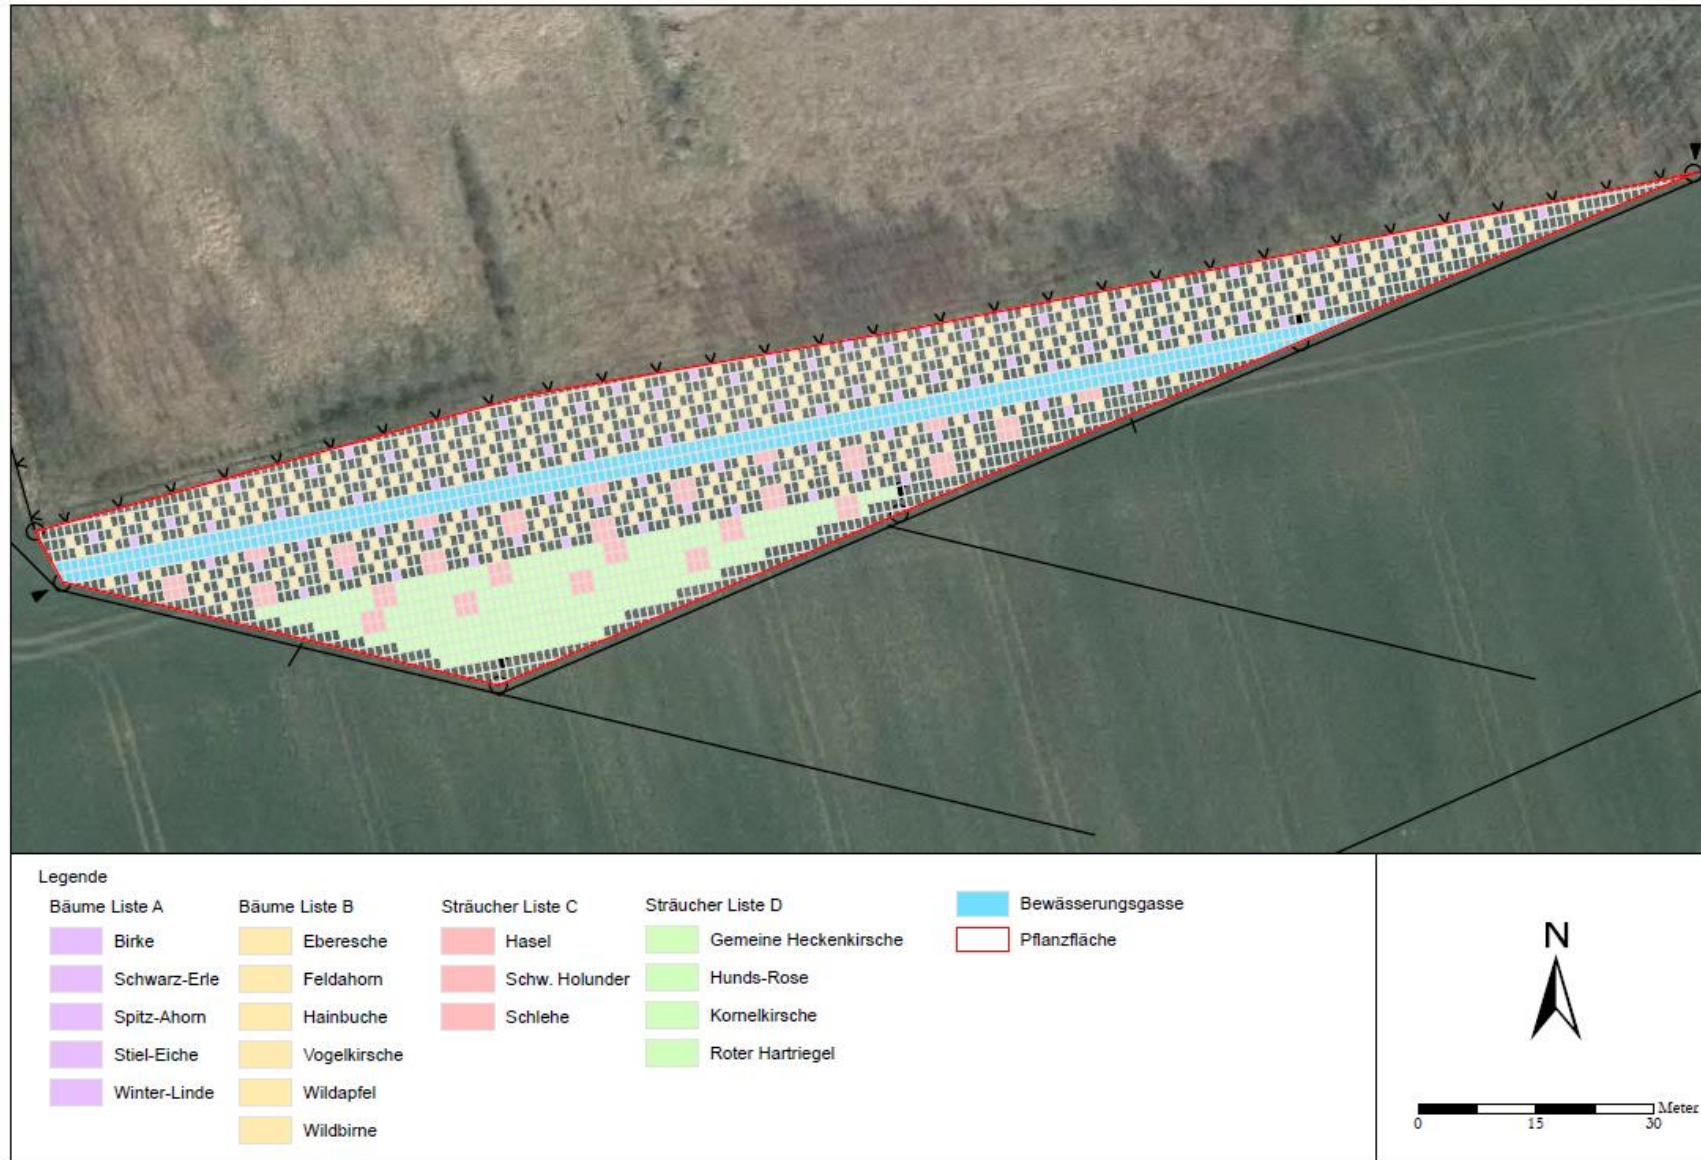 Legende
Bäume Liste A
Birke
Schwarz-Erle
Spitz-Ahorn
Stiel-Eiche
Winter-Linde
Bäume Liste B
Eberesche
Feldahorn
Hainbuche
Vogelkirsche
Wildapfel
Wildbirne
Sträucher Liste C
Hasel
Schw. Holunder
Schlehe
Sträucher Liste D
Gemeine Heckenkirsche
Hunds-Rose
Kornelkirsche
Roter Hartriegel
Bewässerungsgasse
Pflanzfläche
N
Meter
0 15 30